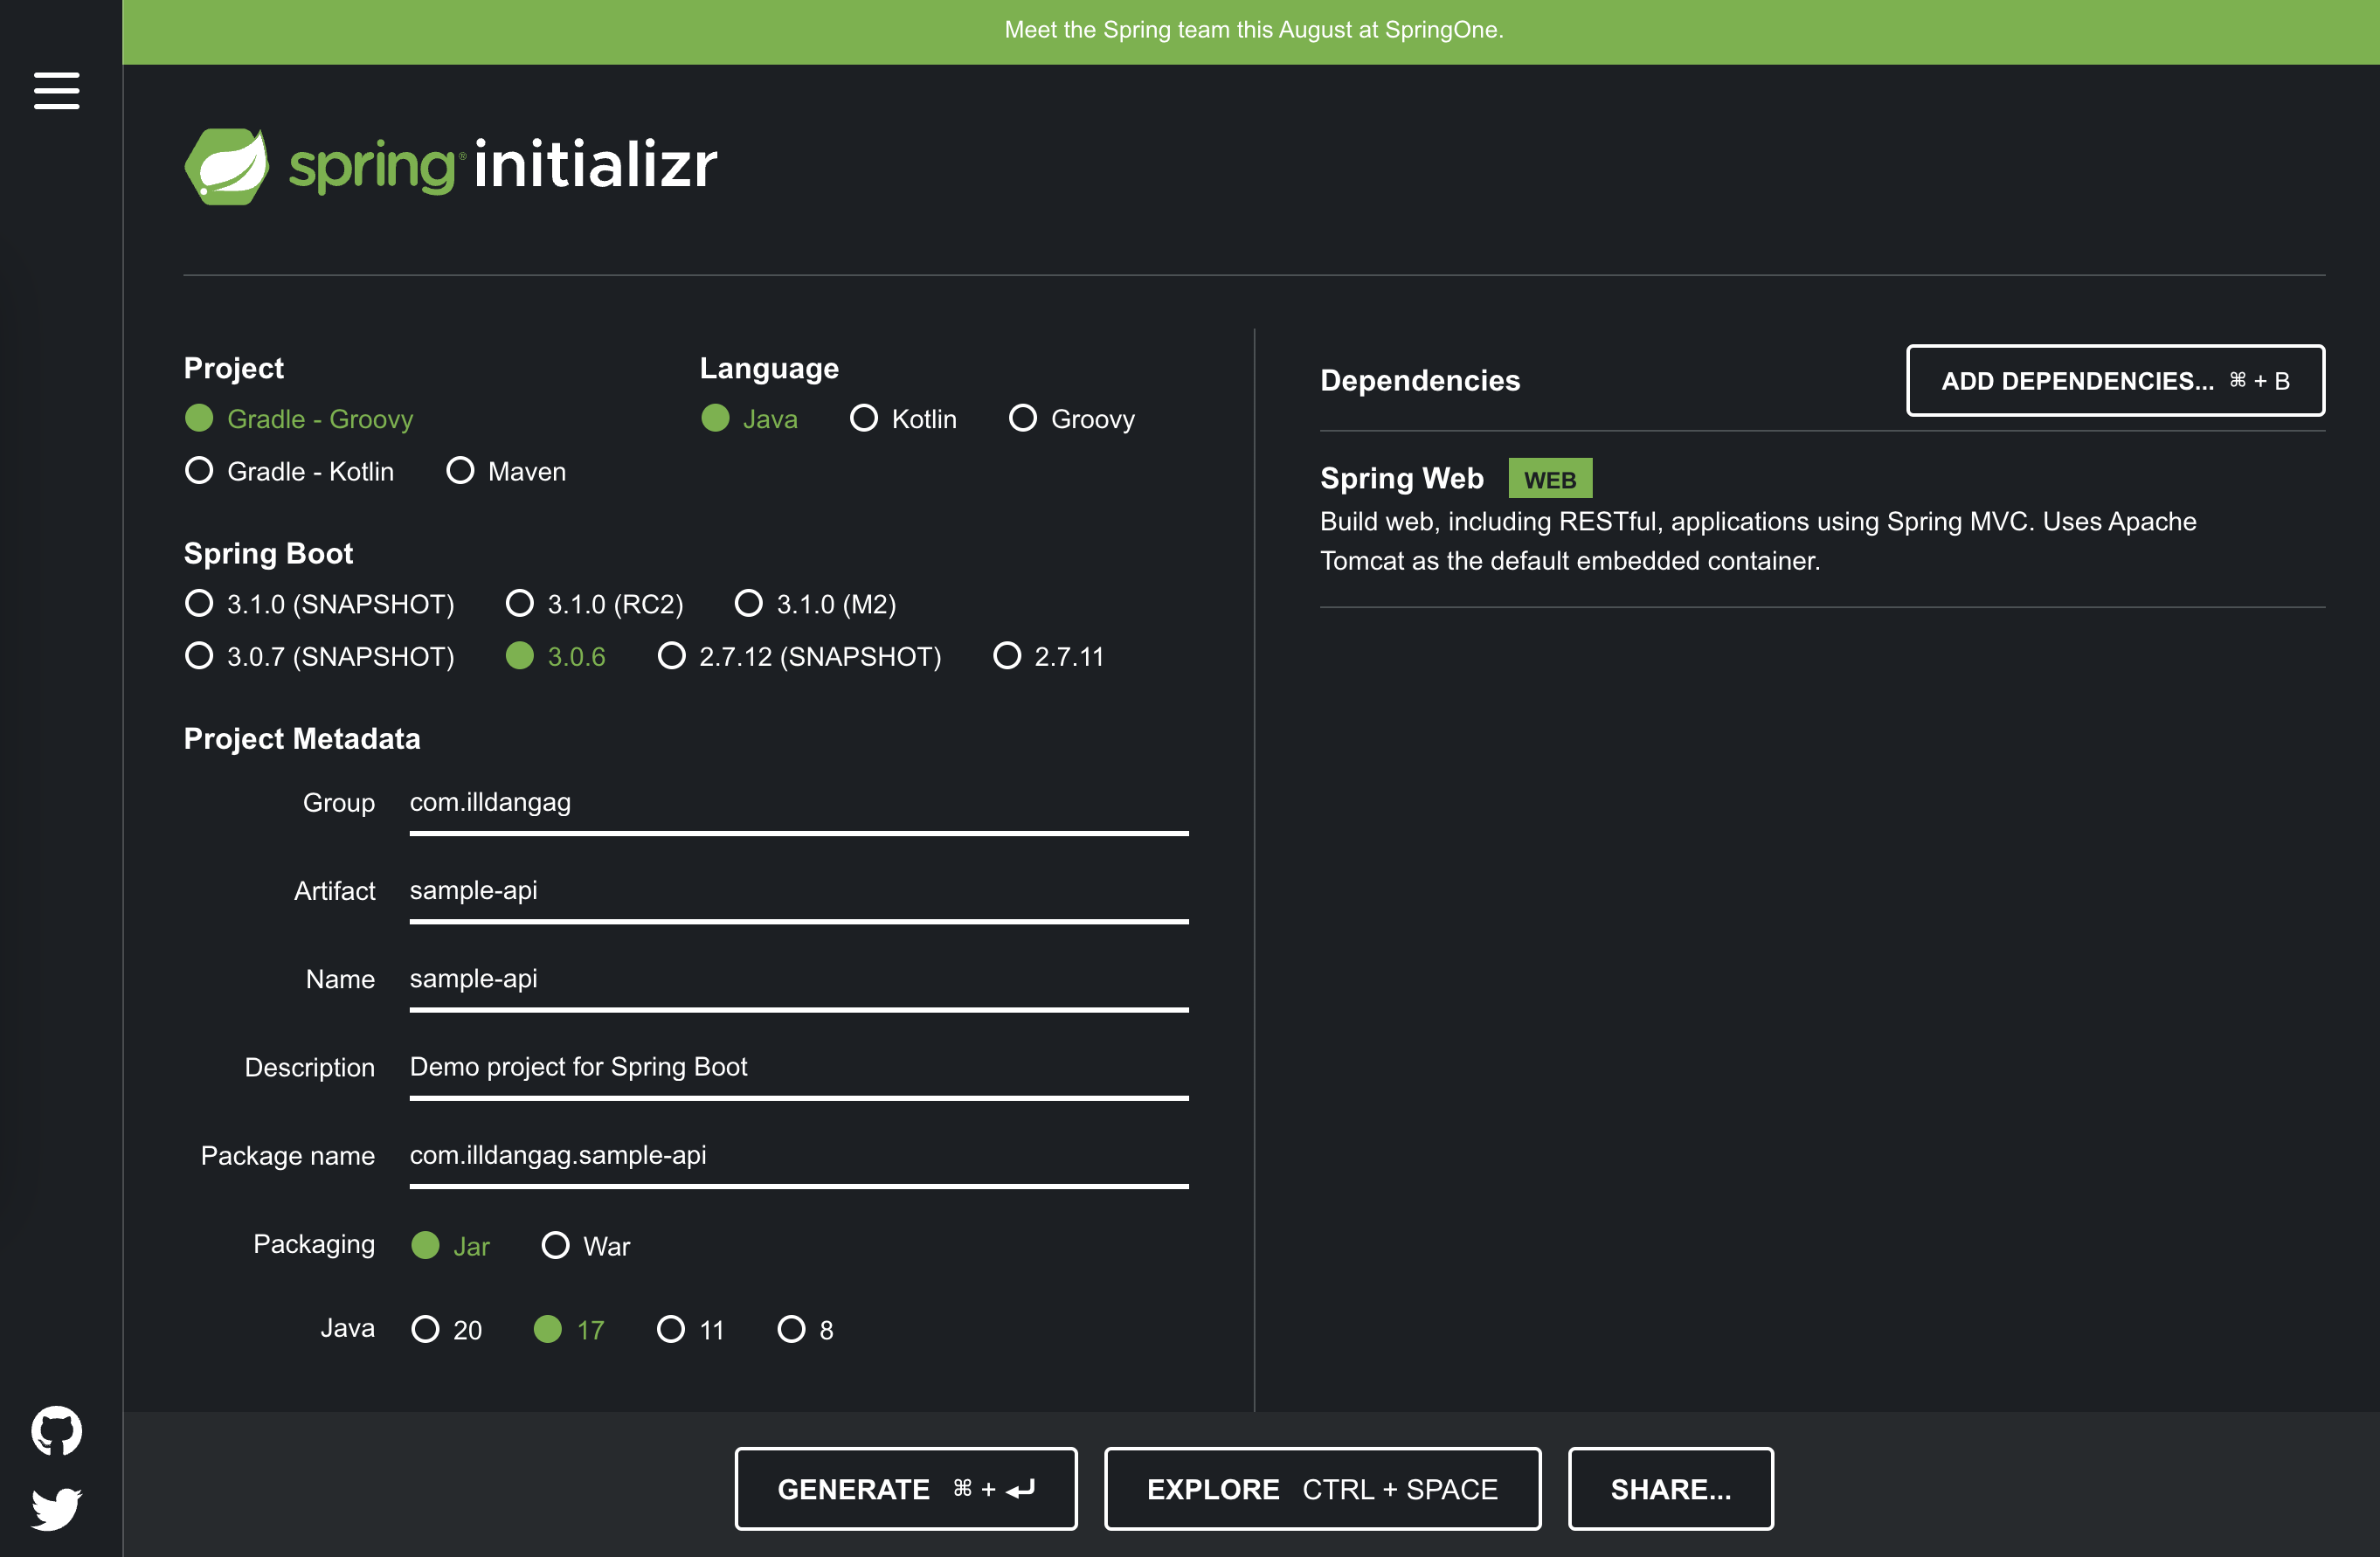 Meet the Spring team this August at SpringOne.
spring® initializr
Project
Gradle - Groovy
Gradle - Kotlin Maven
Language
Java Kotlin Groovy
Spring Boot
3.1.0 (SNAPSHOT) 3.1.0 (RC2) 3.1.0 (M2)
3.0.7 (SNAPSHOT) 3.0.6 2.7.12 (SNAPSHOT) 2.7.11
Project Metadata
Group com.illdangag
Artifact sample-api
Name sample-api
Description Demo project for Spring Boot
Package name com.illdangag.sample-api
Packaging Jar War
Java 20 17 11 8
Dependencies
ADD DEPENDENCIES... ⌘ + B
Spring Web WEB
Build web, including RESTful, applications using Spring MVC. Uses Apache
Tomcat as the default embedded container.
GENERATE ⌘ + ⏎
EXPLORE CTRL + SPACE
SHARE...